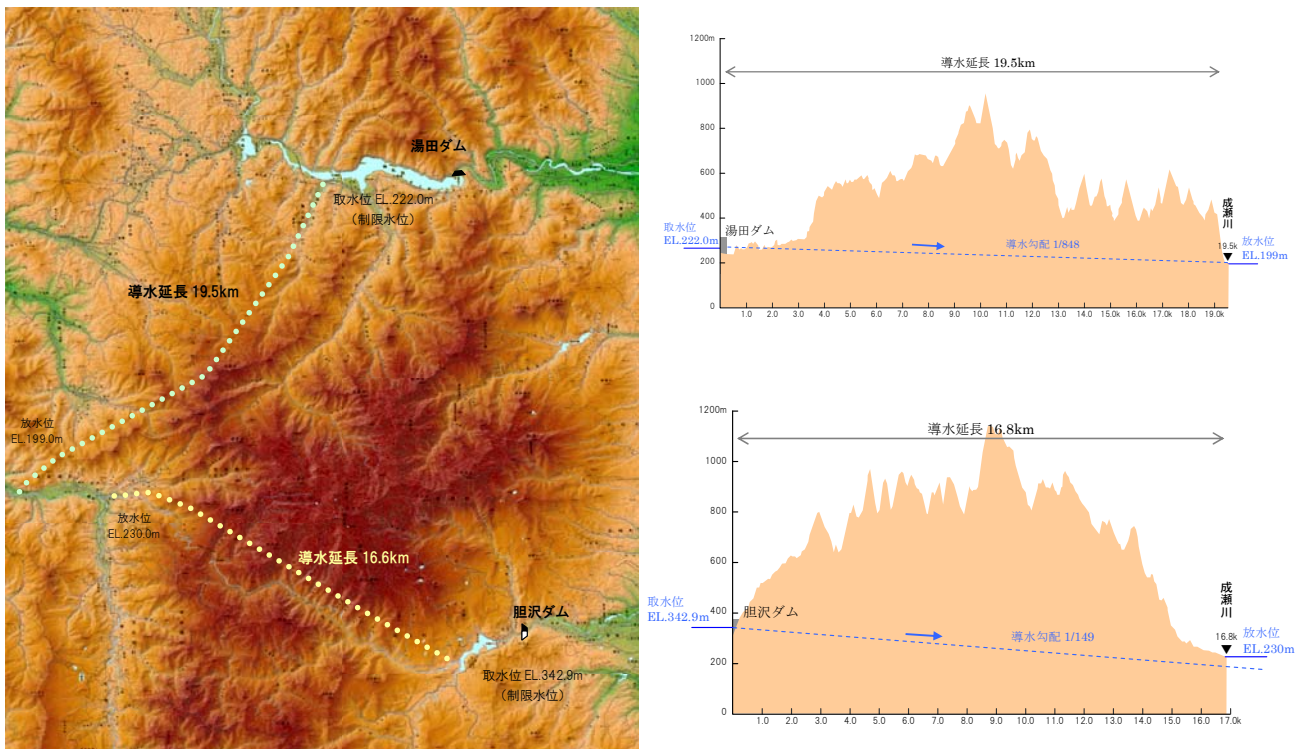 湯田ダム
取水位 EL.222.0m
（制限水位）
導水延長 19.5km
放水位
EL.199.0m
放水位
EL.230.0m
導水延長 16.6km
胆沢ダム
取水位 EL.342.9m
（制限水位）
1200m
1000
800
600
400
200
0
導水延長 19.5km
取水位
EL.222.0m
湯田ダム
導水勾配 1/848
成瀬川
19.5k
放水位
EL.199m
1.0 2.0 3.0 4.0 5.0 6.0 7.0 8.0 9.0 10.0 11.0 12.0 13.0 14.0 15.0 16.0 17.0k 18.0 19.0k
1200m
1000
800
600
400
200
0
導水延長 16.8km
取水位
EL.342.9m
胆沢ダム
導水勾配 1/149
成瀬川
16.8k
放水位
EL.230m
1.0 2.0 3.0 4.0 5.0 6.0 7.0 8.0 9.0 10.0 11.0 12.0 13.0 14.0 15.0 16.0 17.0k